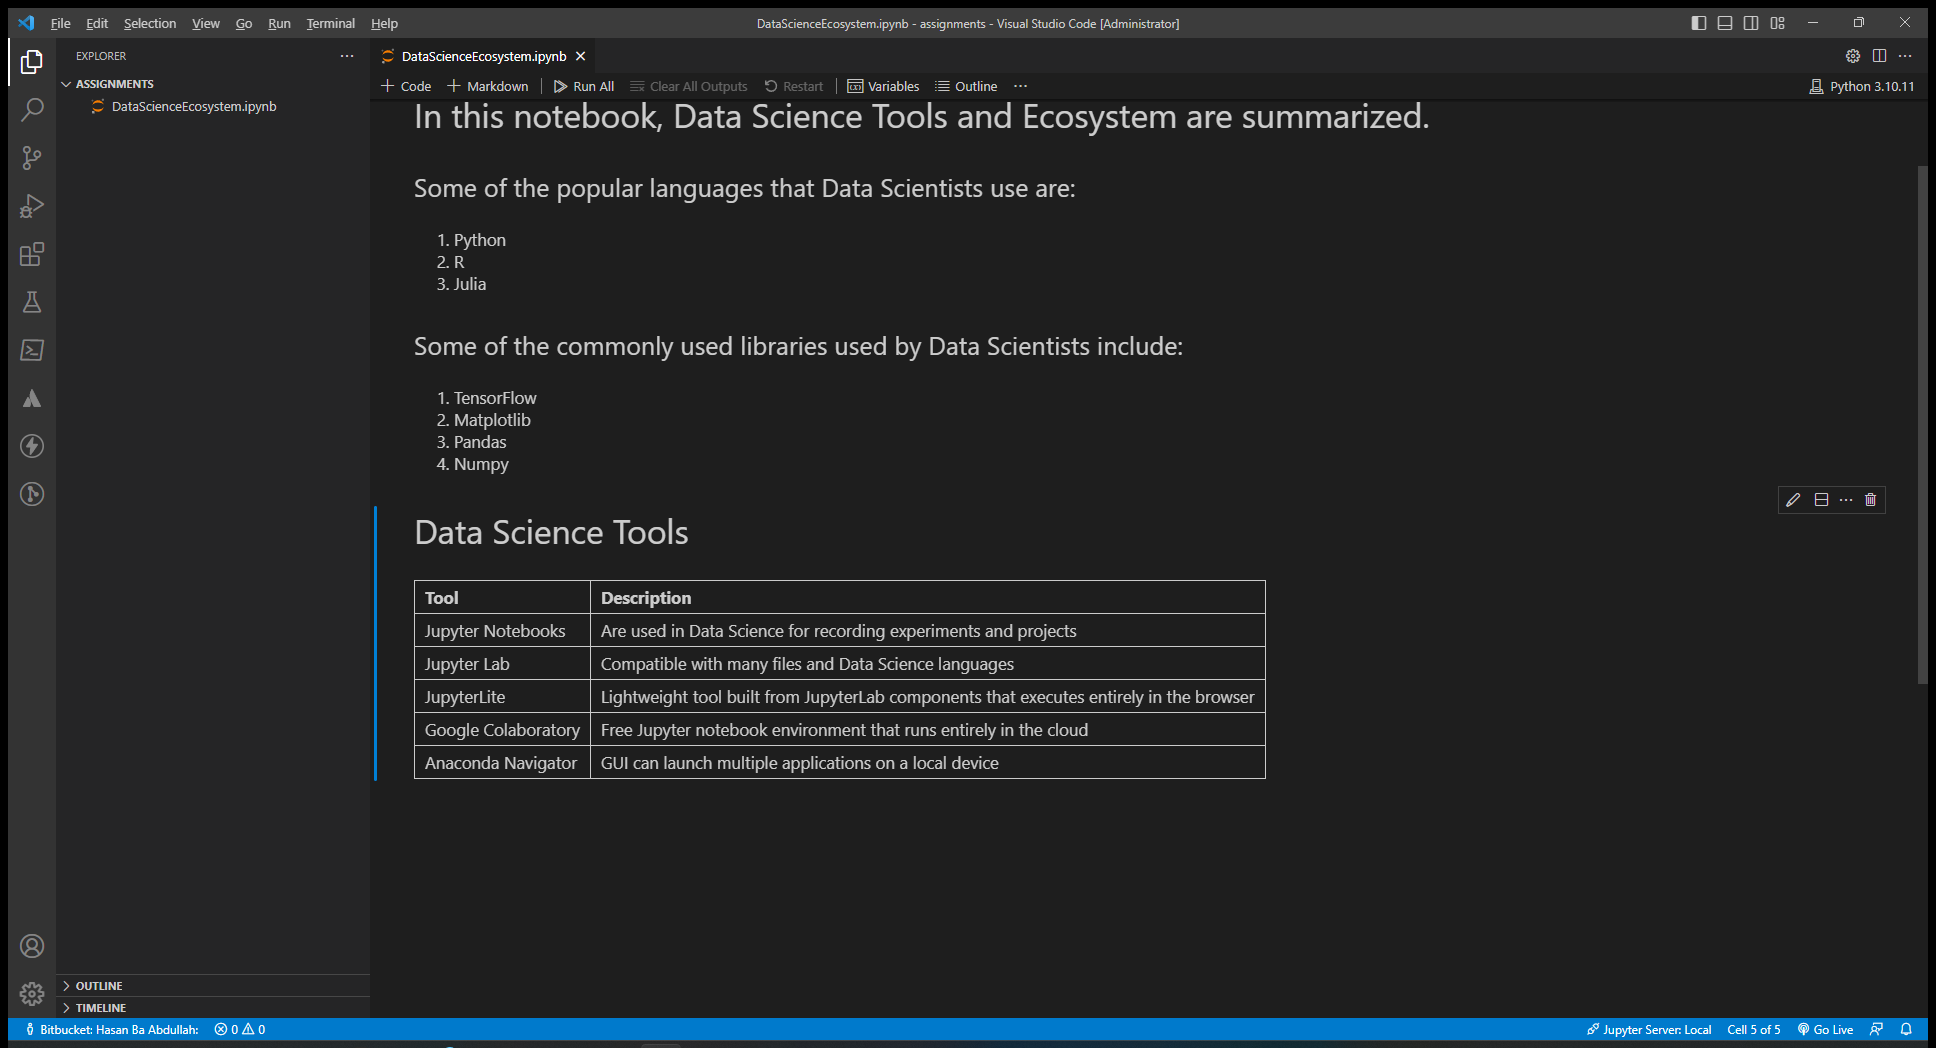 File Edit Selection View Go Run Terminal Help
DataScienceEcosystem.ipynb - assignments - Visual Studio Code [Administrator]
EXPLORER
ASSIGNMENTS
DataScienceEcosystem.ipynb
DataScienceEcosystem.ipynb
Code Markdown Run All Clear All Outputs Restart Variables Outline
Python 3.10.11
In this notebook, Data Science Tools and Ecosystem are summarized.
Some of the popular languages that Data Scientists use are:
1. Python
2. R
3. Julia
Some of the commonly used libraries used by Data Scientists include:
1. TensorFlow
2. Matplotlib
3. Pandas
4. Numpy
Data Science Tools
Tool Description
Jupyter Notebooks Are used in Data Science for recording experiments and projects
Jupyter Lab Compatible with many files and Data Science languages
JupyterLite Lightweight tool built from JupyterLab components that executes entirely in the browser
Google Colaboratory Free Jupyter notebook environment that runs entirely in the cloud
Anaconda Navigator GUI can launch multiple applications on a local device
OUTLINE
TIMELINE
Bitbucket: Hasan Ba Abdullah: 0 0
Jupyter Server: Local Cell 5 of 5 Go Live